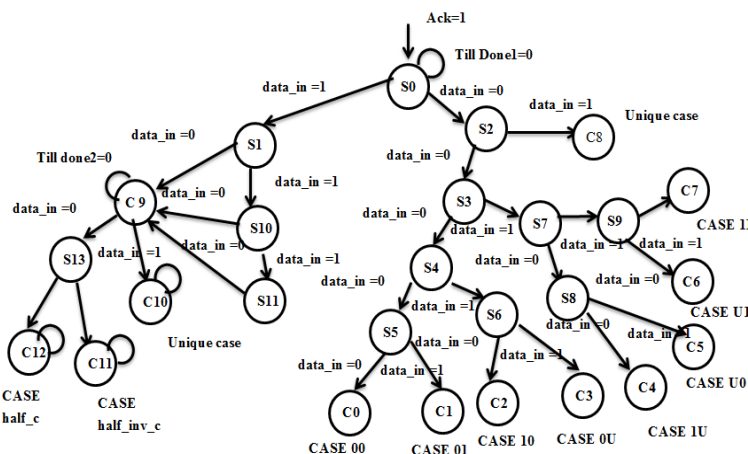 Ack=1
Till Done1=0
S0
data_in =1
data_in =0
data_in =1
Unique case
S2
C8
data_in =0
S1
Till done2=0
data_in =0
data_in =1
C7
C 9
data_in =0
S3
S7
S9
CASE 1
data_in =0
data_in =0
data_in =1
data_in =1
data_in =1
S10
data_in =1
data_in =0
S13
S4
data_in =0
data_in =0
C6
data_in =1
C10
S11
data_in =0
S8
CASE U1
Unique case
data_in =1
S6
S5
data_in =0
data_in =0
data_in =1
C5
C12
C11
data_in =0
data_in =1
data_in =1
CASE U0
CASE
half_c
CASE
half_inv_c
C0
C1
C2
C3
C4
CASE 00
CASE 01
CASE 10
CASE 0U
CASE 1U